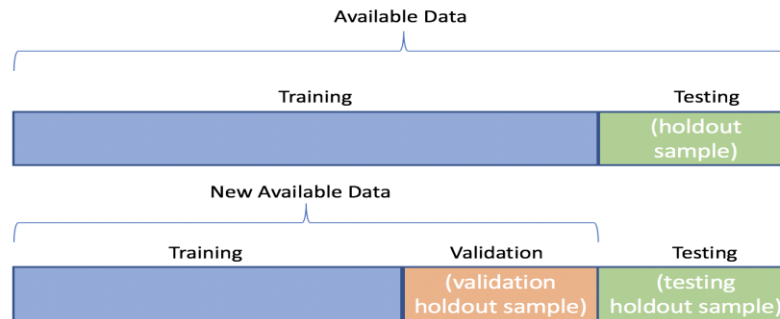 Available Data
Training Testing
(holdout
sample)
New Available Data
Training Validation Testing
(validation
holdout sample)
(testing
holdout sample)